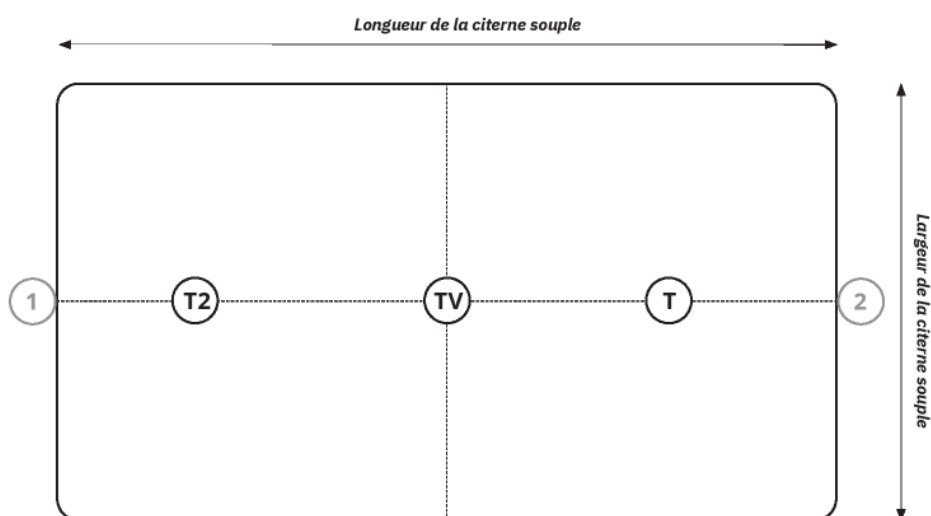 Longueur de la citerne souple
1
T2
TV
T
2
Largeur de la citerne souple